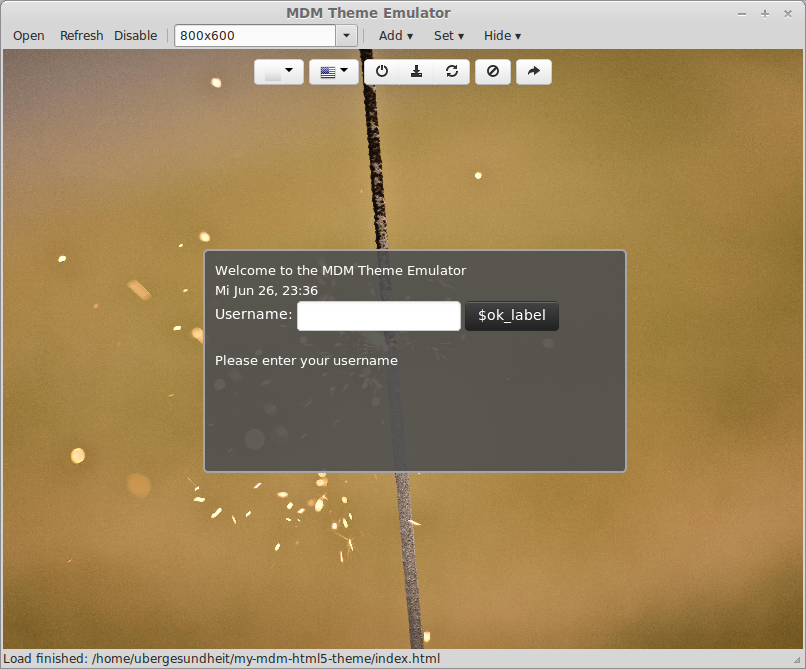 MDM Theme Emulator
Open Refresh Disable 800x600 Add Set Hide
Welcome to the MDM Theme Emulator
Mi Jun 26, 23:36
Username: $ok_label
Please enter your username
Load finished: /home/ubergesundheit/my-mdm-html5-theme/index.html